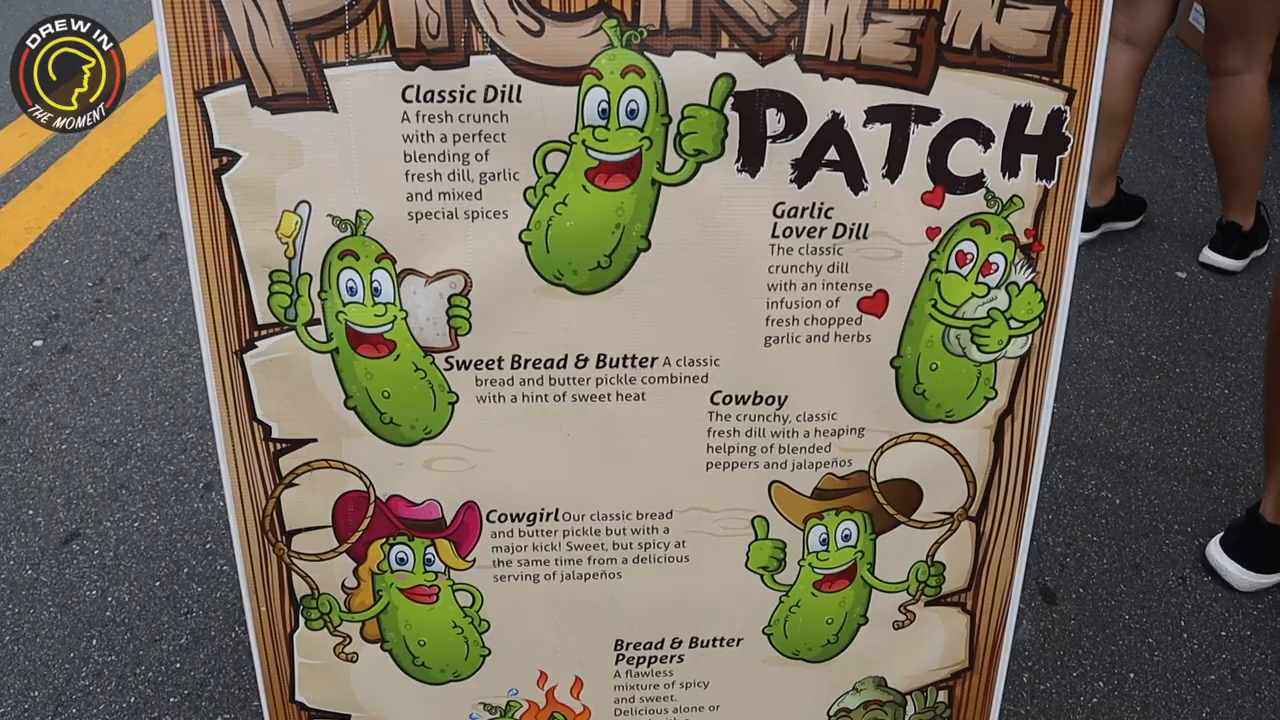 DREW IN
THE MOMENT
PICKLE
PATCH
Classic Dill
A fresh crunch
with a perfect
blending of
fresh dill, garlic
and mixed
special spices
Garlic
Lover Dill
The classic
crunchy dill
with an intense
infusion of
fresh chopped
garlic and herbs
Sweet Bread & Butter A classic
bread and butter pickle combined
with a hint of sweet heat
Cowboy
The crunchy, classic
fresh dill with a heaping
helping of blended
peppers and jalapeños
Cowgirl Our classic bread
and butter pickle but with a
major kick! Sweet, but spicy at
the same time from a delicious
serving of jalapeños
Bread & Butter
Peppers
A flawless
mixture of spicy
and sweet.
Delicious alone or